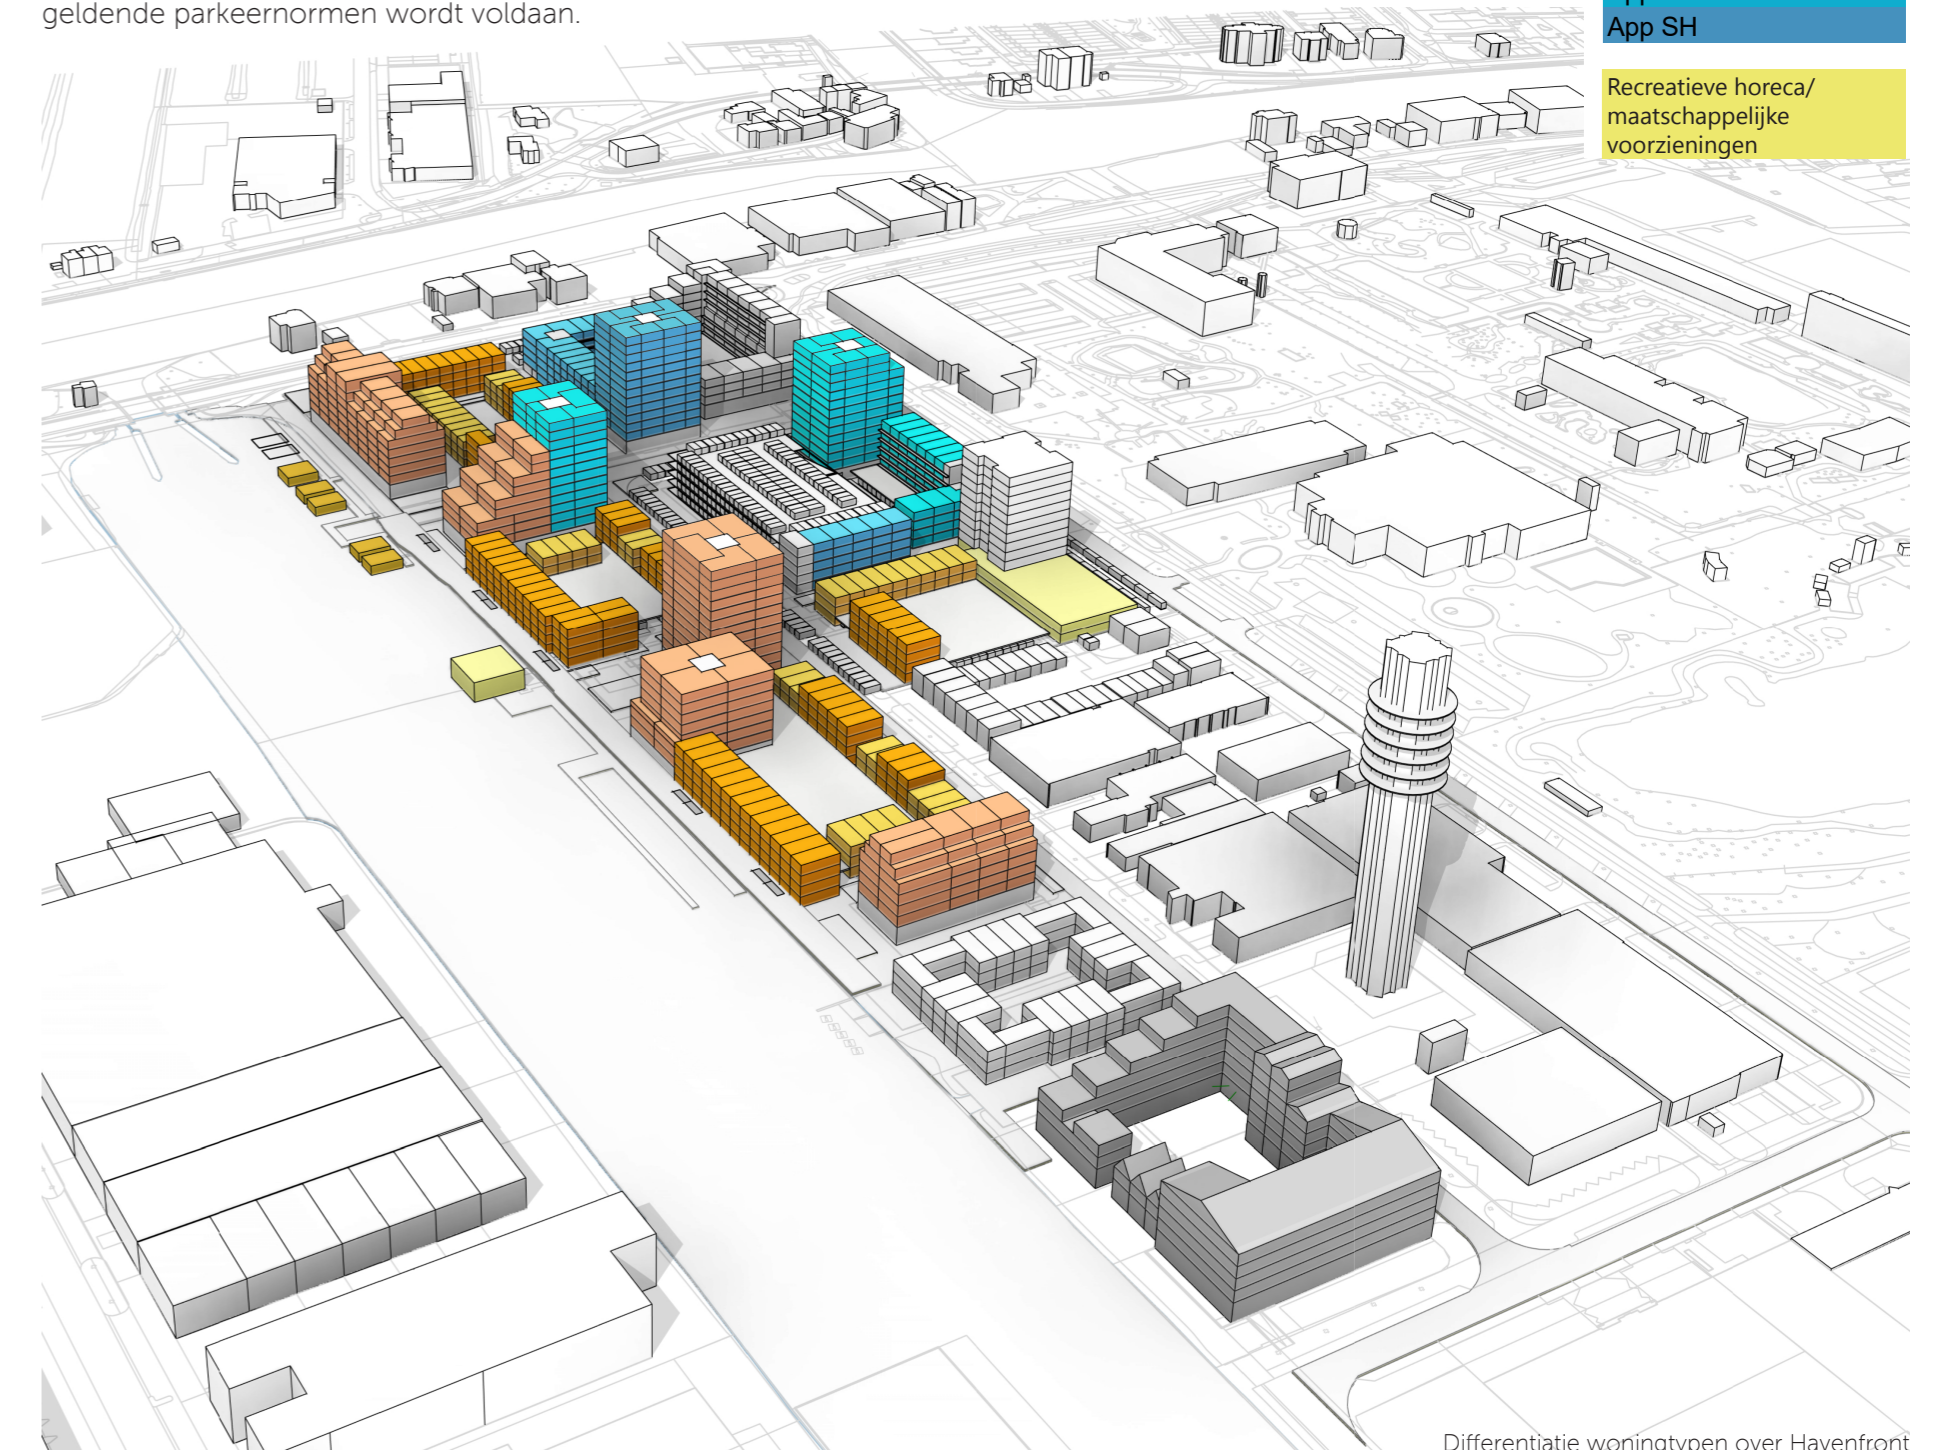 geldende parkeernormen wordt voldaan.
App SH
Recreatieve horeca/
maatschappelijke
voorzieningen
Differentiatie woningtypen over Havenfront